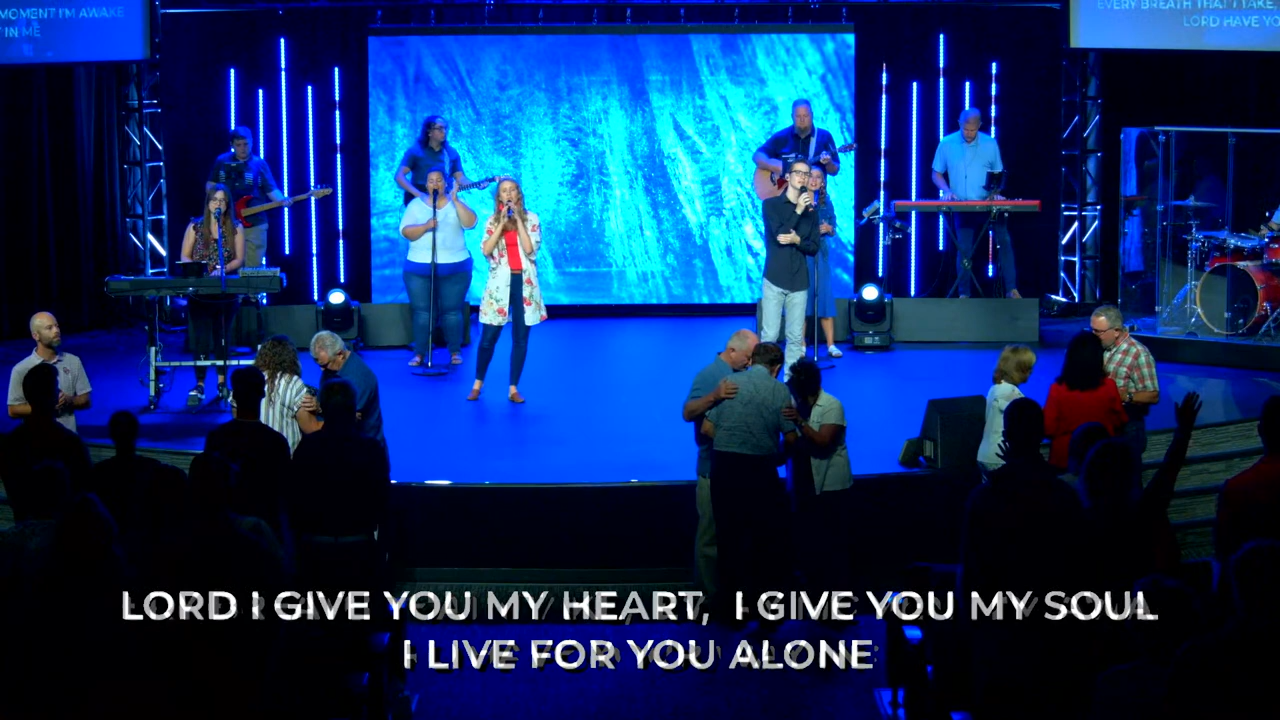 MOMENT I'M AWAKE
IN ME
EVERY BREATH THAT I TAKE,
LORD HAVE YO
LORD I GIVE YOU MY HEART, I GIVE YOU MY SOUL
I LIVE FOR YOU ALONE